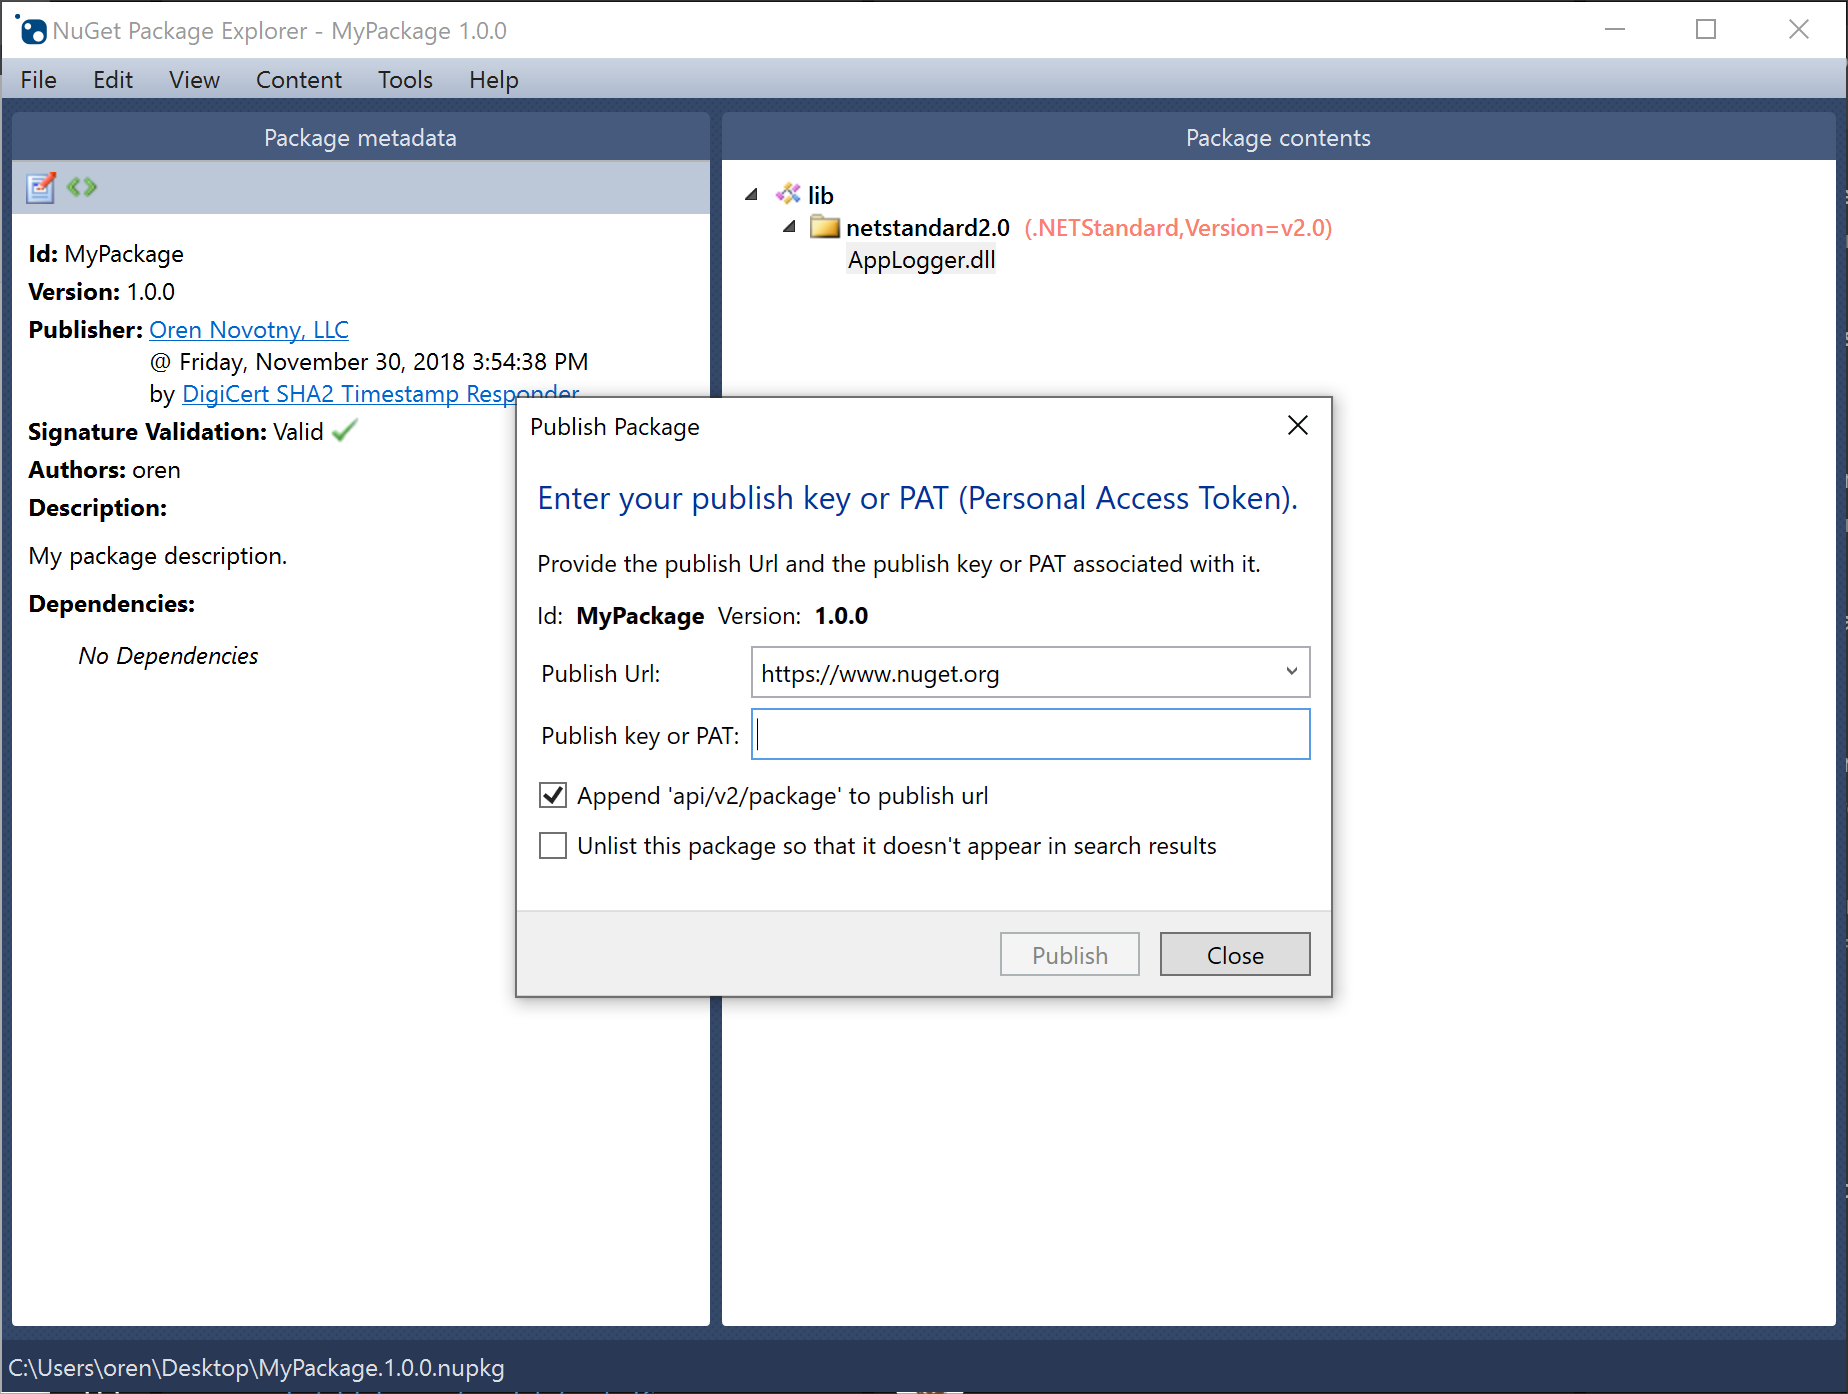 NuGet Package Explorer - MyPackage 1.0.0
File Edit View Content Tools Help
Package metadata
Id: MyPackage
Version: 1.0.0
Publisher: Oren Novotny, LLC
@ Friday, November 30, 2018 3:54:38 PM
by DigiCert SHA2 Timestamp Responder
Signature Validation: Valid
Authors: oren
Description:
My package description.
Dependencies:
No Dependencies
Package contents
lib
netstandard2.0 (.NETStandard,Version=v2.0)
AppLogger.dll
Publish Package
Enter your publish key or PAT (Personal Access Token).
Provide the publish Url and the publish key or PAT associated with it.
Id: MyPackage Version: 1.0.0
Publish Url: https://www.nuget.org
Publish key or PAT:
Append 'api/v2/package' to publish url
Unlist this package so that it doesn't appear in search results
Publish Close
C:\Users\oren\Desktop\MyPackage.1.0.0.nupkg